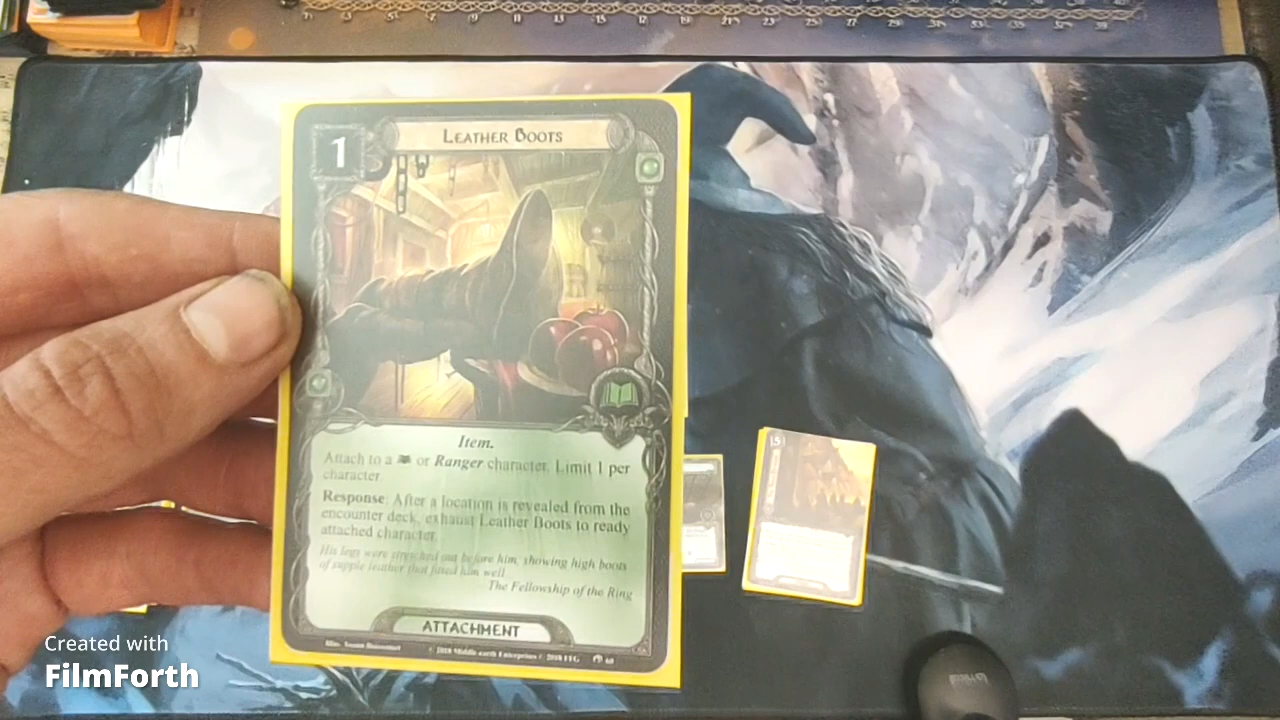 LEATHER BOOTS
1
Item.
Attach to a or Ranger character. Limit 1 per
character.
Response: After a location is revealed from the
encounter deck, exhaust Leather Boots to ready
attached character.
His legs were stretched out before him, showing high boots
of supple leather that fitted him well
The Fellowship of the Ring
ATTACHMENT
© 2018 Middle-earth Enterprises © 2018 FFG 60
Created with
FilmForth